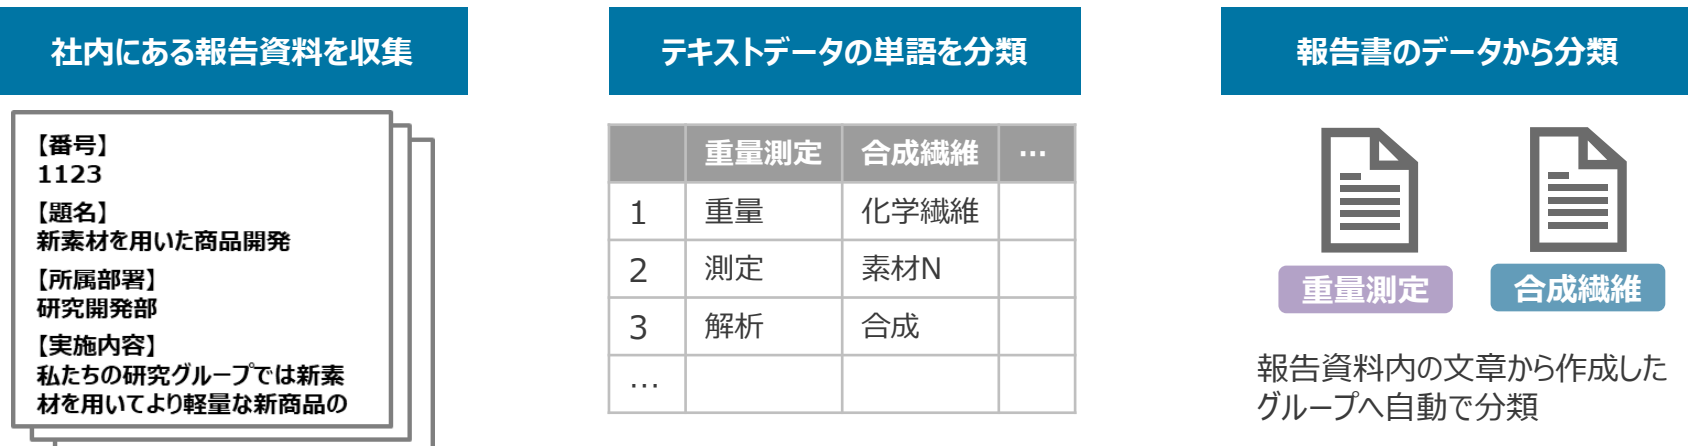 社内にある報告資料を収集
【番号】
1123
【題名】
新素材を用いた商品開発
【所属部署】
研究開発部
【実施内容】
私たちの研究グループでは新素
材を用いてより軽量な新商品の
テキストデータの単語を分類
重量測定 合成繊維 …
1 重量 化学繊維
2 測定 素材N
3 解析 合成
…
報告書のデータから分類
重量測定 合成繊維
報告資料内の文章から作成した
グループへ自動で分類